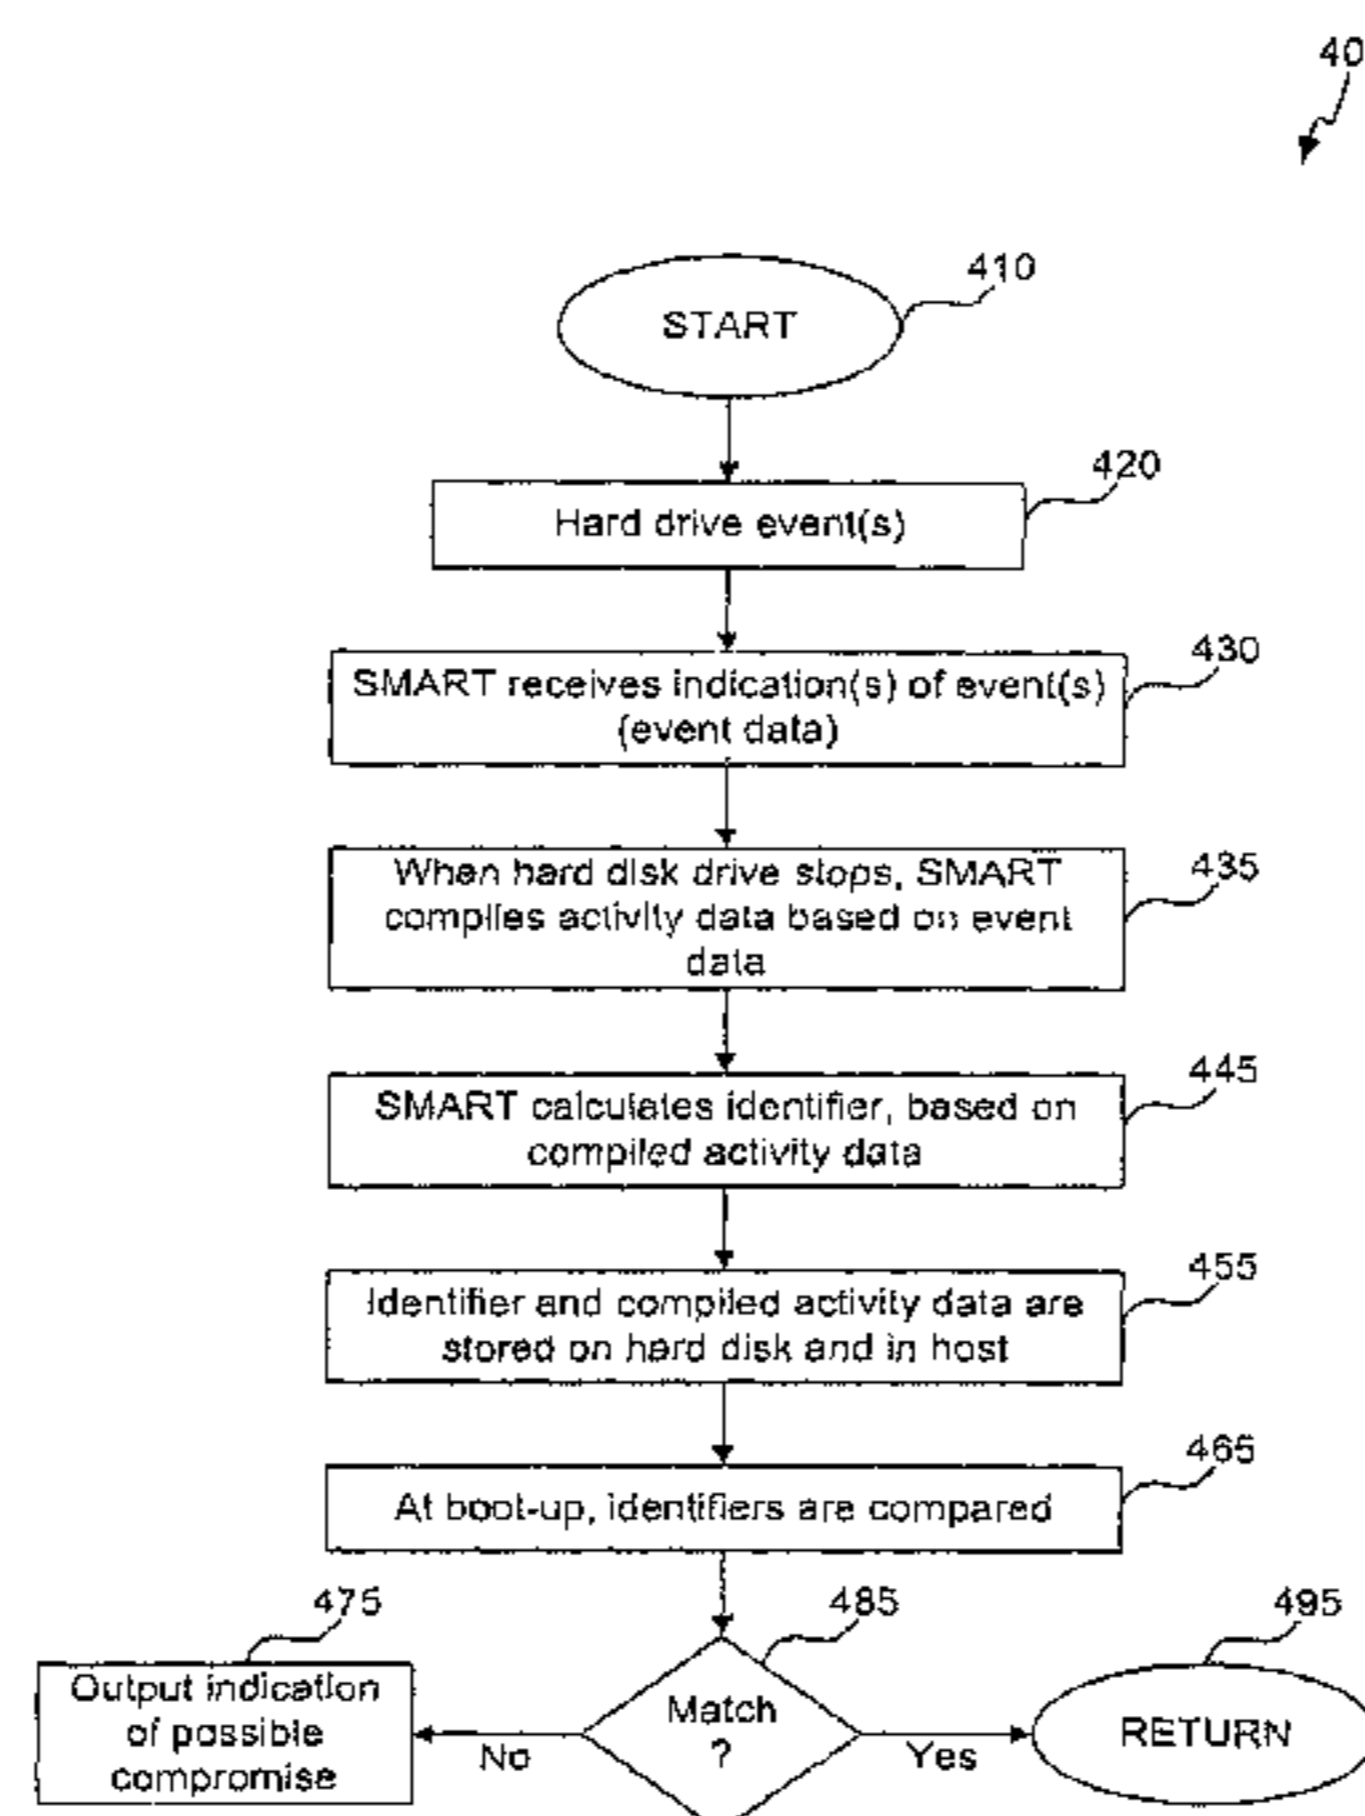 40
410
START
420
Hard drive event(s)
430
SMART receives indication(s) of event(s)
(event data)
435
When hard disk drive stops, SMART
compiles activity data based on event
data
445
SMART calculates identifier, based on
compiled activity data
455
Identifier and compiled activity data are
stored on hard disk and in host
465
At boot-up, identifiers are compared
475
485
495
Output indication
of possible
compromise
No
Match
?
Yes
RETURN